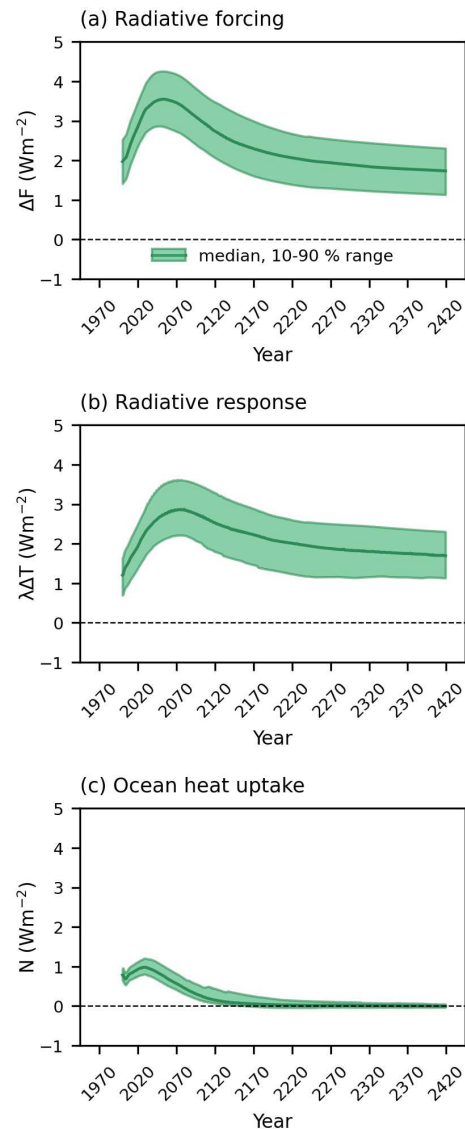 (a) Radiative forcing
5
4
3
2
1
0
−1
ΔF (Wm⁻²)
median, 10-90 % range
1970 2020 2070 2120 2170 2220 2270 2320 2370 2420
Year
(b) Radiative response
5
4
3
2
1
0
−1
λΔT (Wm⁻²)
1970 2020 2070 2120 2170 2220 2270 2320 2370 2420
Year
(c) Ocean heat uptake
5
4
3
2
1
0
−1
N (Wm⁻²)
1970 2020 2070 2120 2170 2220 2270 2320 2370 2420
Year